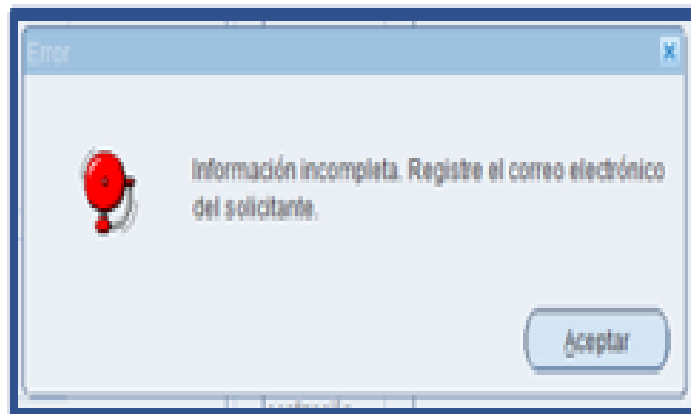 Error
Información incompleta. Registre el correo electrónico
del solicitante.
Aceptar